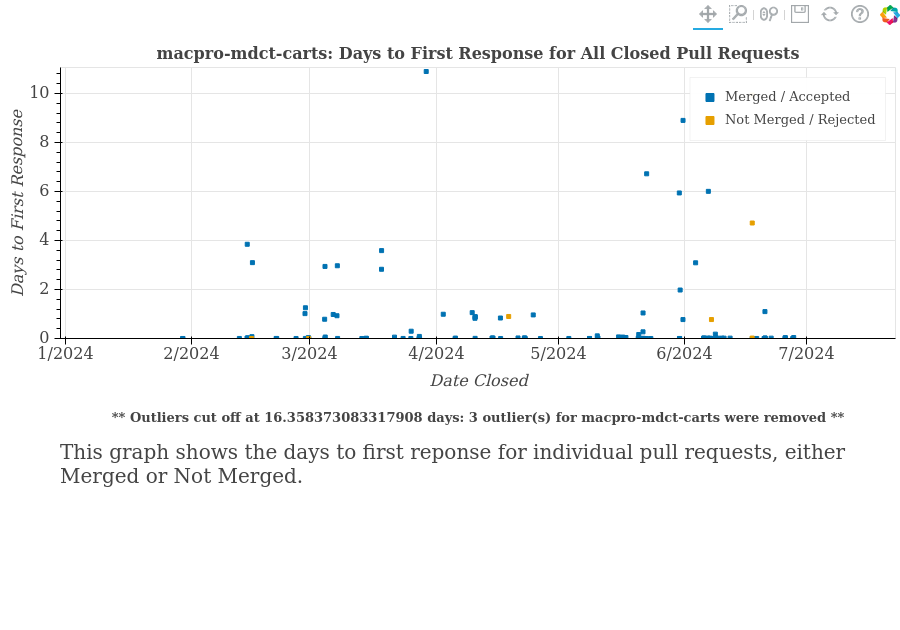 macpro-mdct-carts: Days to First Response for All Closed Pull Requests
Merged / Accepted
Not Merged / Rejected
Days to First Response
10
8
6
4
2
0
1/2024 2/2024 3/2024 4/2024 5/2024 6/2024 7/2024
Date Closed
** Outliers cut off at 16.358373083317908 days: 3 outlier(s) for macpro-mdct-carts were removed **
This graph shows the days to first reponse for individual pull requests, either
Merged or Not Merged.